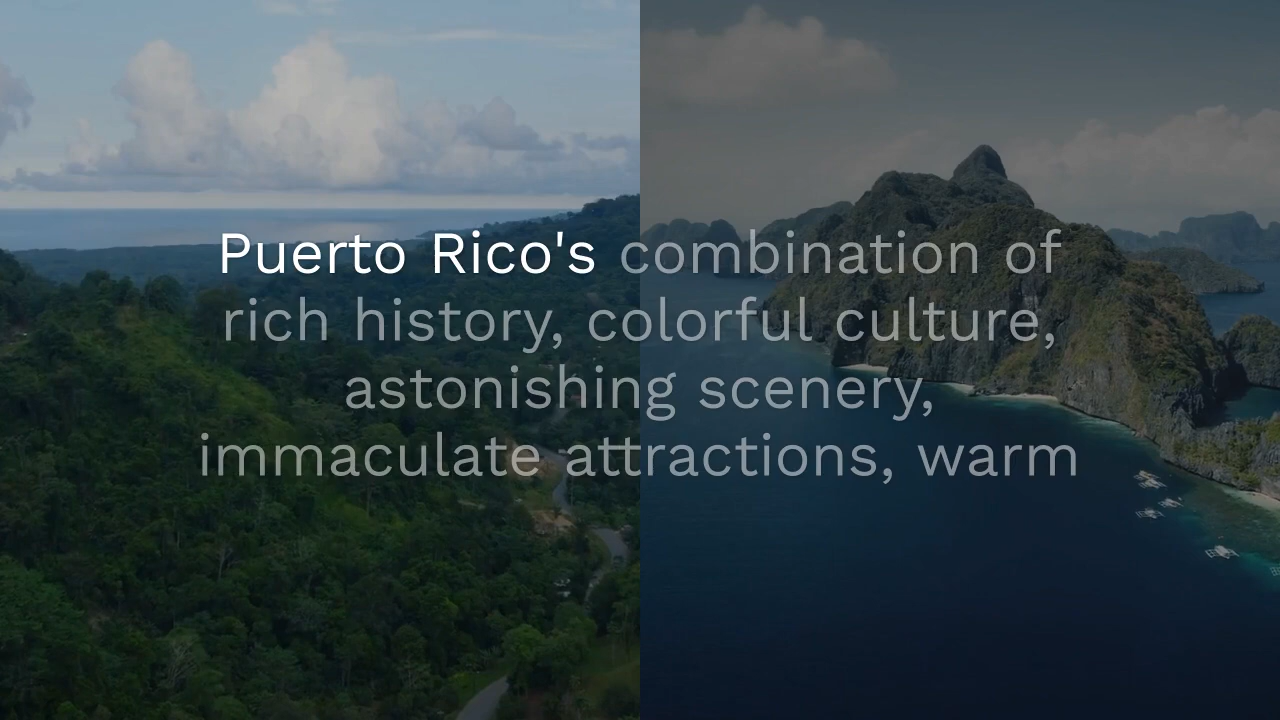 Puerto Rico's combination of
rich history, colorful culture,
astonishing scenery,
immaculate attractions, warm